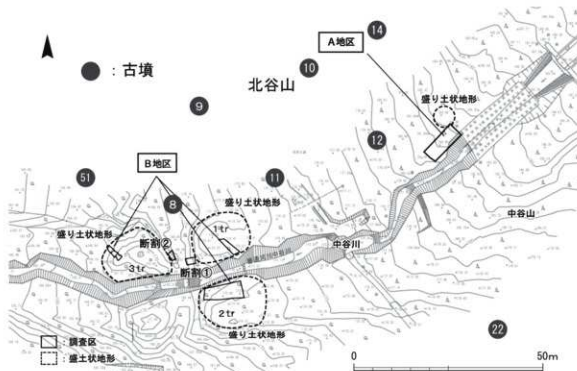 A地区
14
●：古墳
10
北谷山
9
盛り土状地形
12
51
B地区
11
8
盛り土状地形
中谷山
盛り土状地形
1tr
断割②
中谷川
3tr
断割①
2tr
盛り土状地形
22
：調査区
：盛土状地形
0
50m